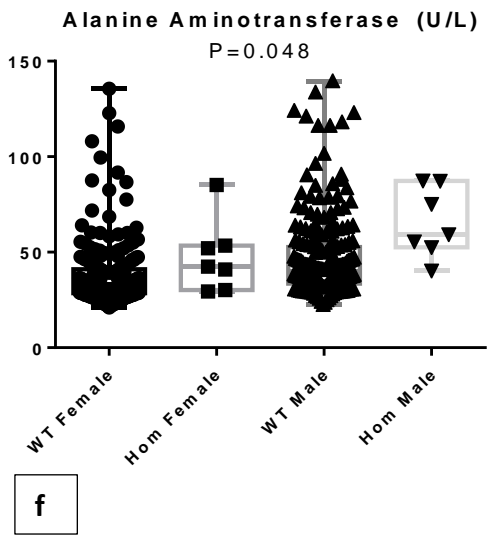 Alanine Aminotransferase (U/L)
P=0.048
150
100
50
0
WT Female
Hom Female
WT Male
Hom Male
f